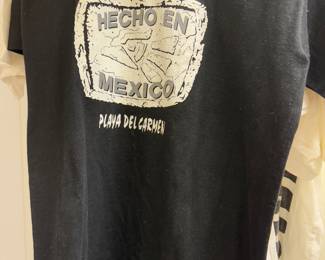 HECHO EN
MEXICO
PLAYA DEL CARMEN